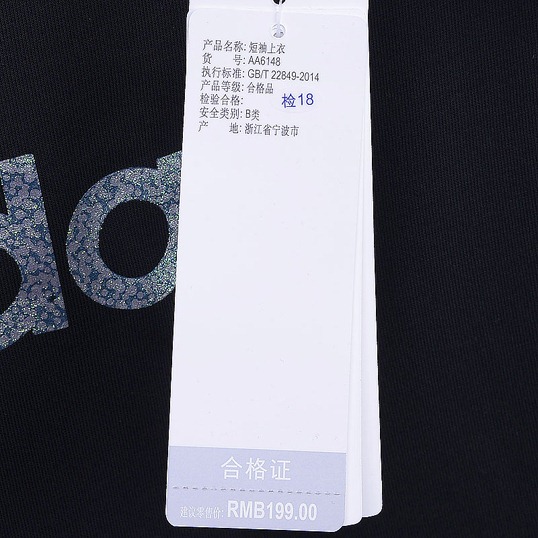 产品名称: 短袖上衣
货 号: AA6148
执行标准: GB/T 22849-2014
产品等级: 合格品
检验合格: 检18
安全类别: B类
产 地: 浙江省宁波市
do
合格证
建议零售价: RMB199.00